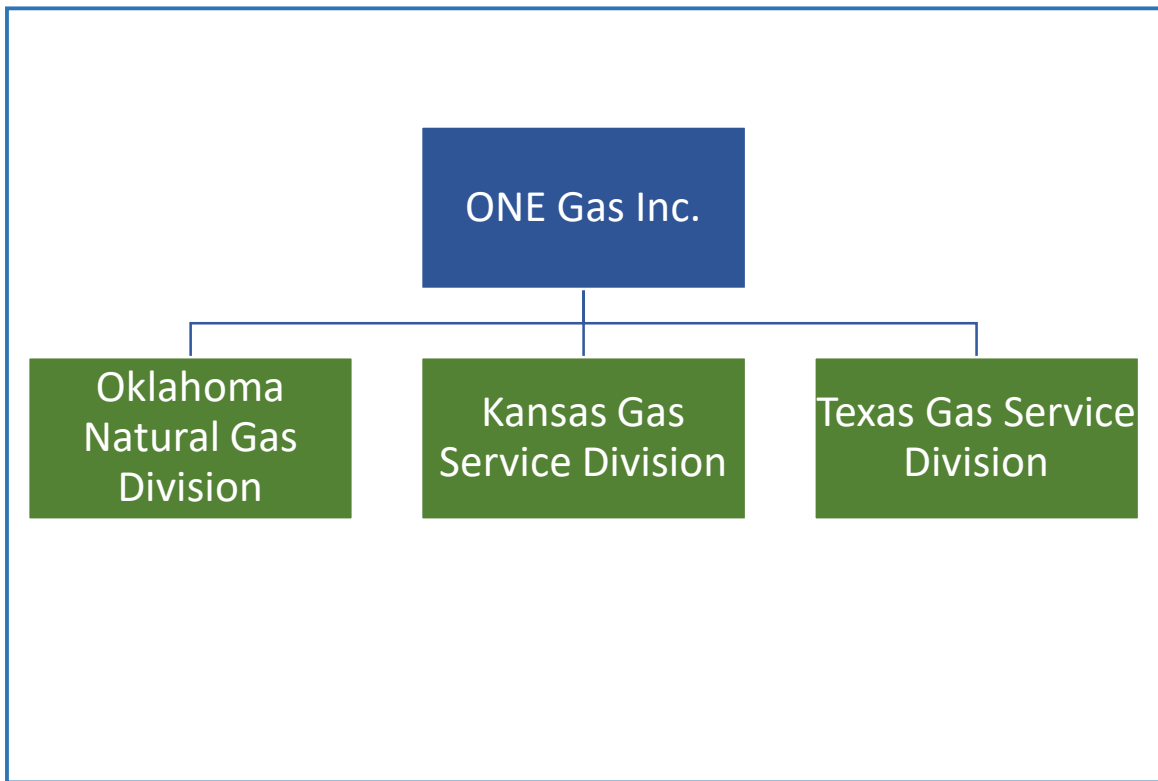 ONE Gas Inc.
Oklahoma
Natural Gas
Division
Kansas Gas
Service Division
Texas Gas Service
Division